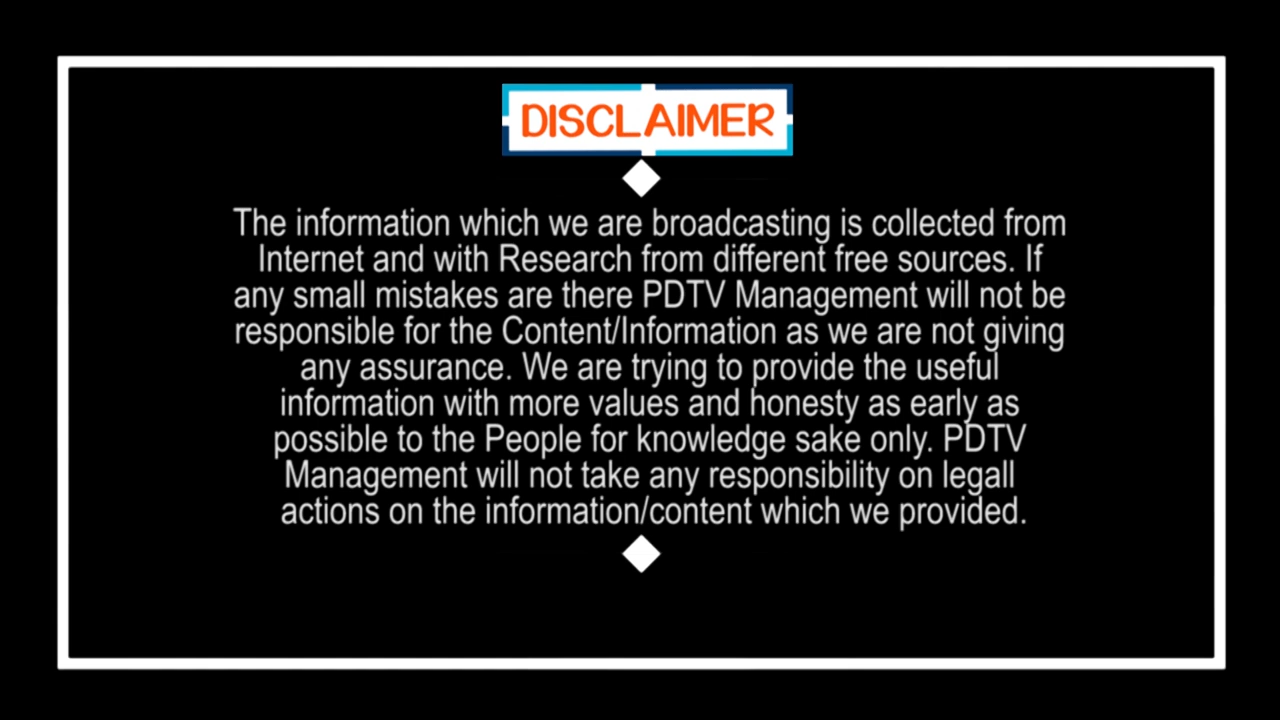 DISCLAIMER
The information which we are broadcasting is collected from
Internet and with Research from different free sources. If
any small mistakes are there PDTV Management will not be
responsible for the Content/Information as we are not giving
any assurance. We are trying to provide the useful
information with more values and honesty as early as
possible to the People for knowledge sake only. PDTV
Management will not take any responsibility on legall
actions on the information/content which we provided.